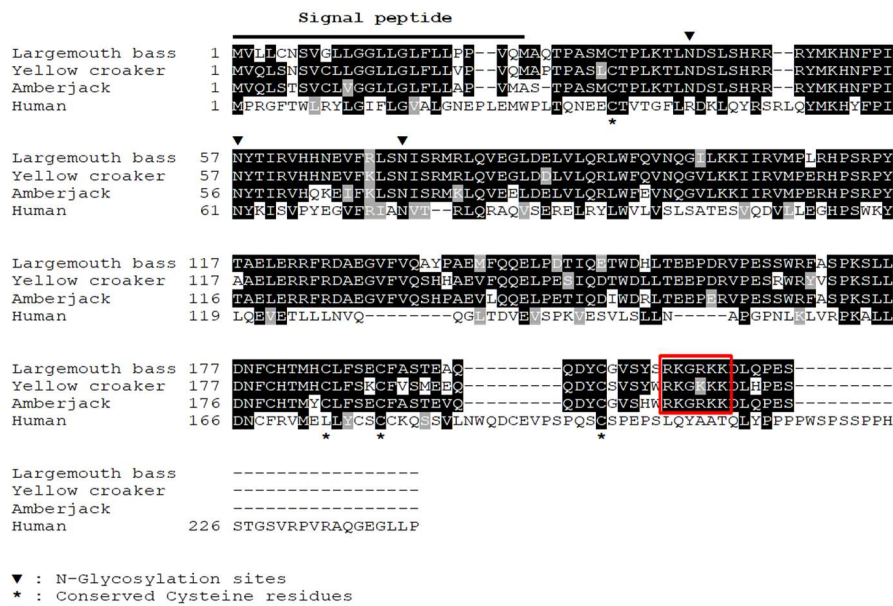 Signal peptide
▼
Largemouth bass 1 MVLLCNSVGLLGGLLGLFLLPP--VQMAQTPASMCTPLKTLNDSLSHRR--RYMKHNFPI
Yellow croaker 1 MVQLSNSVCLLGGLLGLFLLVP--VQMAPTPASLCTPLKTLNDSLSHRR--RYMKHNFPI
Amberjack 1 MVQLSTSVCLVGGLLGLFLLAP--VMAS-TPASMCTPLKTLNDSLSHRR--RYMKHNFPI
Human 1 MPRGFTWLRYLGIFLGVALGNEPLEMWPLTQNEECTVTGFLRDKLQYRSRLQYMKHYFPI
*
▼ ▼
Largemouth bass 57 NYTIRVHHNEVFRLSNISRMRLQVEGLDELVLQRLWFQVNQGILKKIIRVMPLRHPSRPY
Yellow croaker 57 NYTIRVHHNEVFKLSNISRMRLQVEGLDDLVLQRLWFQVNQGVLKKIIRVMPERHPSRPY
Amberjack 56 NYTIRVHQKEIFKLSNISRMKLQVEELDELVLQRLWFEVNQGVLKKIIRVMPERHPSRPY
Human 61 NYKISVPYEGVFRIANVT--RLQRAQVSERELRYLWVLVSLSATESVQDVLLEGHPSWKY
Largemouth bass 117 TAELERRFRDAEGVFVQAYPAEMFQQELPDTIQETWDHLTEEPDRVPESSWRFASPKSLL
Yellow croaker 117 AAELERRFRDAEGVFVQSHHAEVFQQELPESIQDTWDLLTEEPDRVPESRWRYVSPKSLL
Amberjack 116 TAELERRFRDAEGVFVQSHPAEVLQQELPETIQDIWDRLTEEPERVPESSWRFASPKSLL
Human 119 LQEVETLLLNVQ--------QGLTDVEVSPKVESVLSLLN-----APGPNLKLVRPKALL
Largemouth bass 177 DNFCHTMHCLFSECFASTEAQ---------QDYCGVSYSRKGRKKDLQPES----
Yellow croaker 177 DNFCHTMHCLFSKCFVSMEEQ---------QDYCGVSYWRKGKKKDLHPES----
Amberjack 176 DNFCHTMYCLFSECFASTEVQ---------QDYCGVSHWRKGRKKDLQPES----
Human 166 DNCFRVMELLYCSCCKQSSVLNWQDCEVPSPQSCSPEPSLQYAATQLYPPPPWSPSSPPH
* * *
Largemouth bass -----------------
Yellow croaker -----------------
Amberjack -----------------
Human 226 STGSVRPVRAQGEGLLP
▼ : N-Glycosylation sites
* : Conserved Cysteine residues